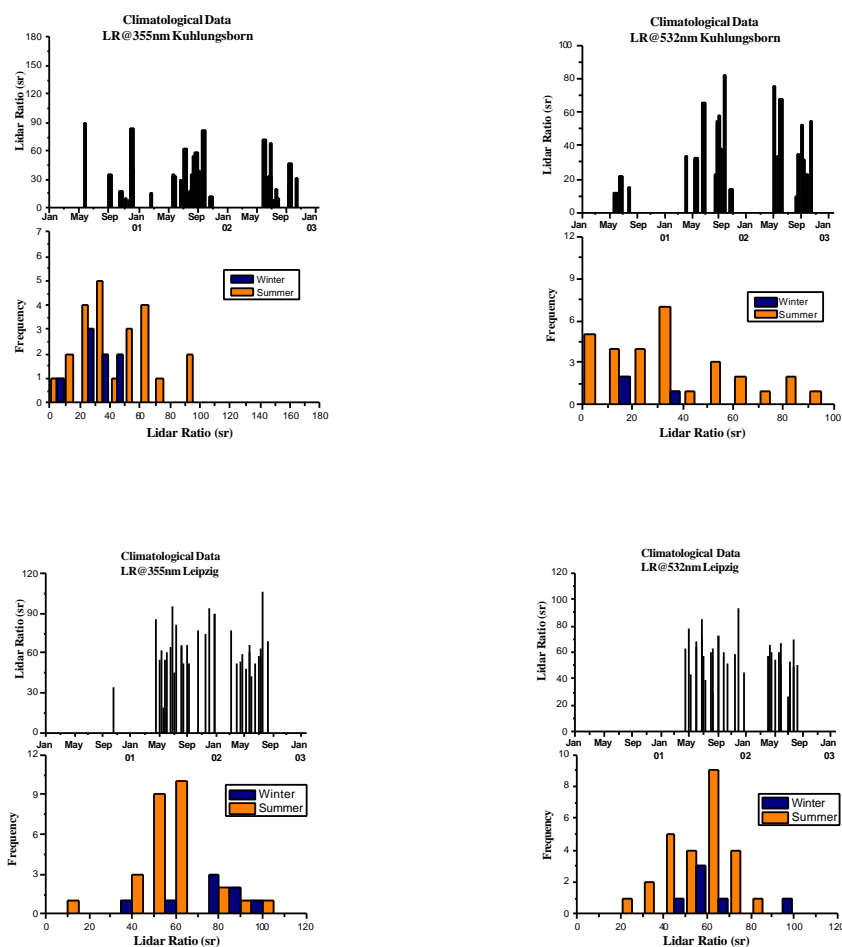 Climatological Data
LR@355nm Kuhlungsborn
180
150
120
90
60
30
0
Lidar Ratio (sr)
Jan May Sep Jan May Sep Jan May Sep Jan
01 02 03
7
6
5
4
3
2
1
0
Frequency
Winter
Summer
0 20 40 60 80 100 120 140 160 180
Lidar Ratio (sr)
Climatological Data
LR@532nm Kuhlungsborn
100
80
60
40
20
0
Lidar Ratio (sr)
Jan May Sep Jan May Sep Jan May Sep Jan
01 02 03
12
9
6
3
0
Frequency
Winter
Summer
0 20 40 60 80 100
Lidar Ratio (sr)
Climatological Data
LR@355nm Leipzig
120
90
60
30
0
Lidar Ratio (sr)
Jan May Sep Jan May Sep Jan May Sep Jan
01 02 03
12
9
6
3
0
Frequency
Winter
Summer
0 20 40 60 80 100 120
Lidar Ratio (sr)
Climatological Data
LR@532nm Leipzig
120
100
80
60
40
20
0
Lidar Ratio (sr)
Jan May Sep Jan May Sep Jan May Sep Jan
01 02 03
10
8
6
4
2
0
Frequency
Winter
Summer
0 20 40 60 80 100 120
Lidar Ratio (sr)